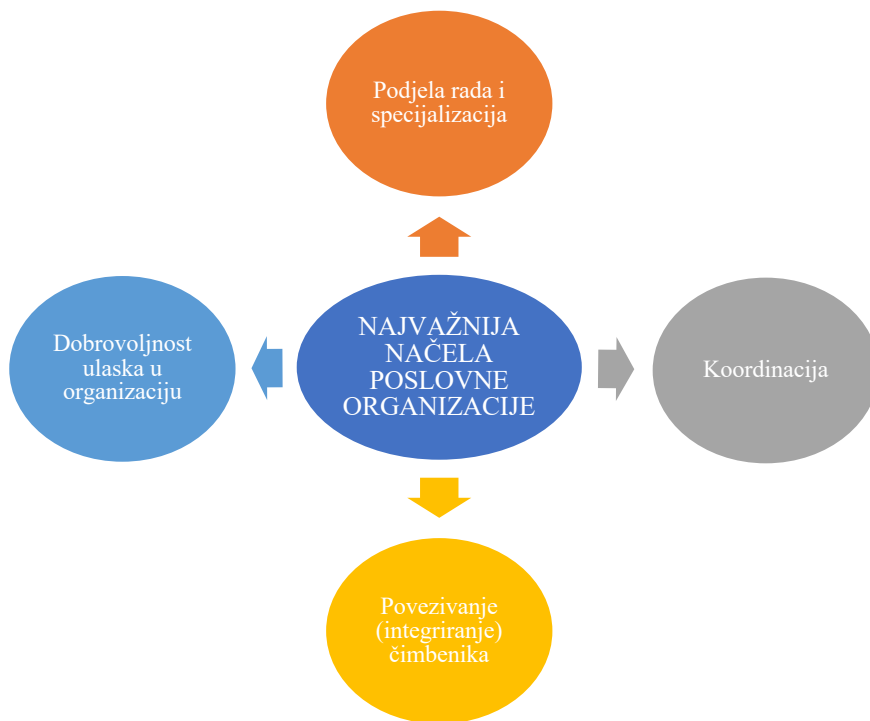 Podjela rada i
specijalizacija
Dobrovoljnost
ulaska u
organizaciju
NAJVAŽNIJA
NAČELA
POSLOVNE
ORGANIZACIJE
Koordinacija
Povezivanje
(integriranje)
čimbenika